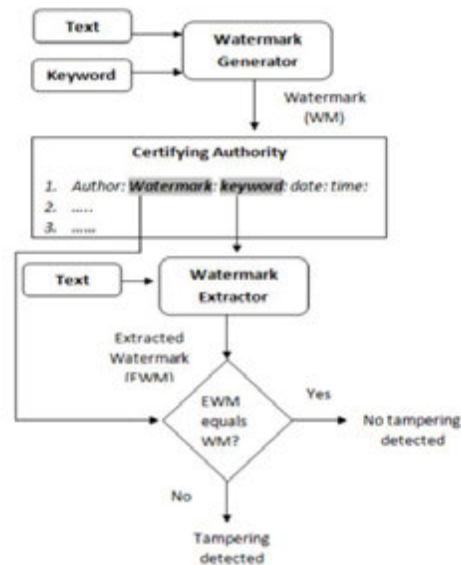 Text
Watermark
Generator
Keyword
Watermark
(WM)
Certifying Authority
1. Author: Watermark: keyword: date: time:
2. .....
3. ......
Text
Watermark
Extractor
Extracted
Watermark
(EWM)
EWM
equals
WM?
Yes
No tampering
detected
No
Tampering
detected